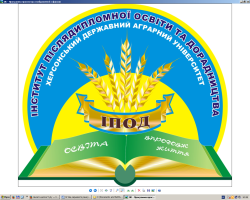 ІНСТИТУТ ПІСЛЯДИПЛОМНОЇ ОСВІТИ ТА ДОРАДНИЦТВА
ХЕРСОНСЬКИЙ ДЕРЖАВНИЙ АГРАРНИЙ УНІВЕРСИТЕТ
ІПОД
ОСВІТА
ВПРОДОВЖ
ЖИТТЯ